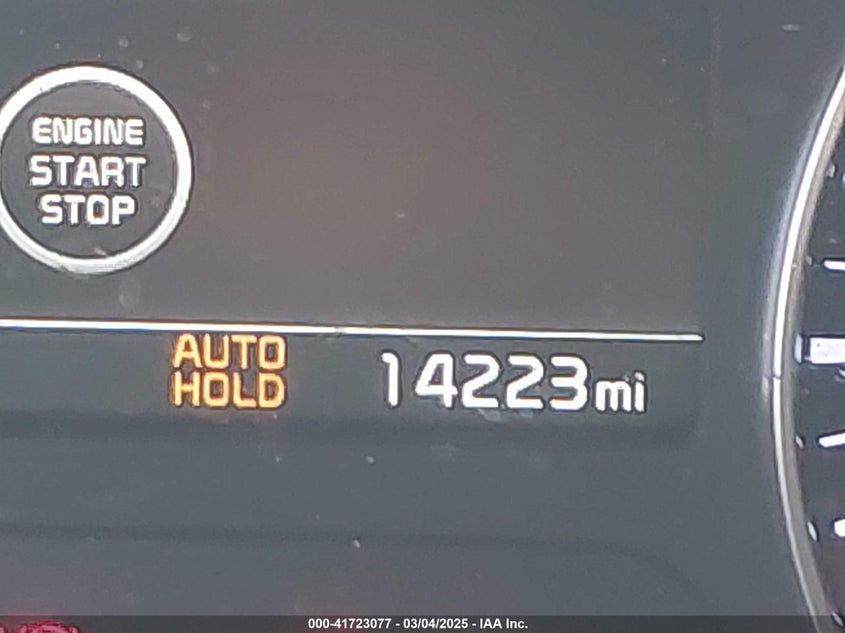 ENGINE
START
STOP
AUTO
HOLD
14223mi
000-41723077 - 03/04/2025 - IAA Inc.